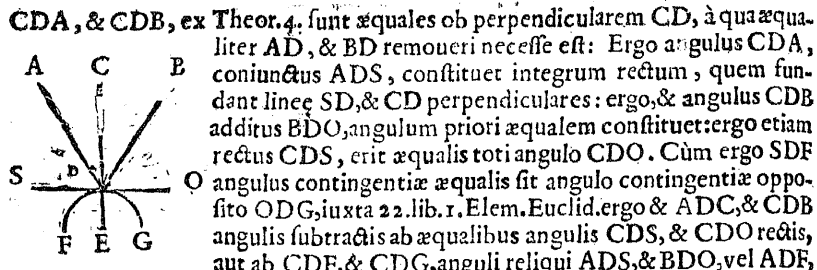 CDA, & CDB, ex Theor. 4. ſunt æquales ob perpendicularem CD, à qua æqua-
liter AD, & BD remoueri neceſſe eſt: Ergo angulus CDA,
coniunctus ADS, conſtituet integrum rectum, quem fun-
dant lineę SD, & CD perpendiculares: ergo, & angulus CDB
additus BDO, angulum priori æqualem conſtituet: ergo etiam
rectus CDS, erit æqualis toti angulo CDO. Cùm ergo SDF
angulus contingentiæ æqualis ſit angulo contingentiæ oppo-
ſito ODG, iuxta 22. lib. 1. Elem. Euclid. ergo & ADC, & CDB
angulis ſubtractis ab æqualibus angulis CDS, & CDO rectis,
aut ab CDF, & CDG, anguli reliqui ADS, & BDO, vel ADF,
A C B
D
S O
F E G